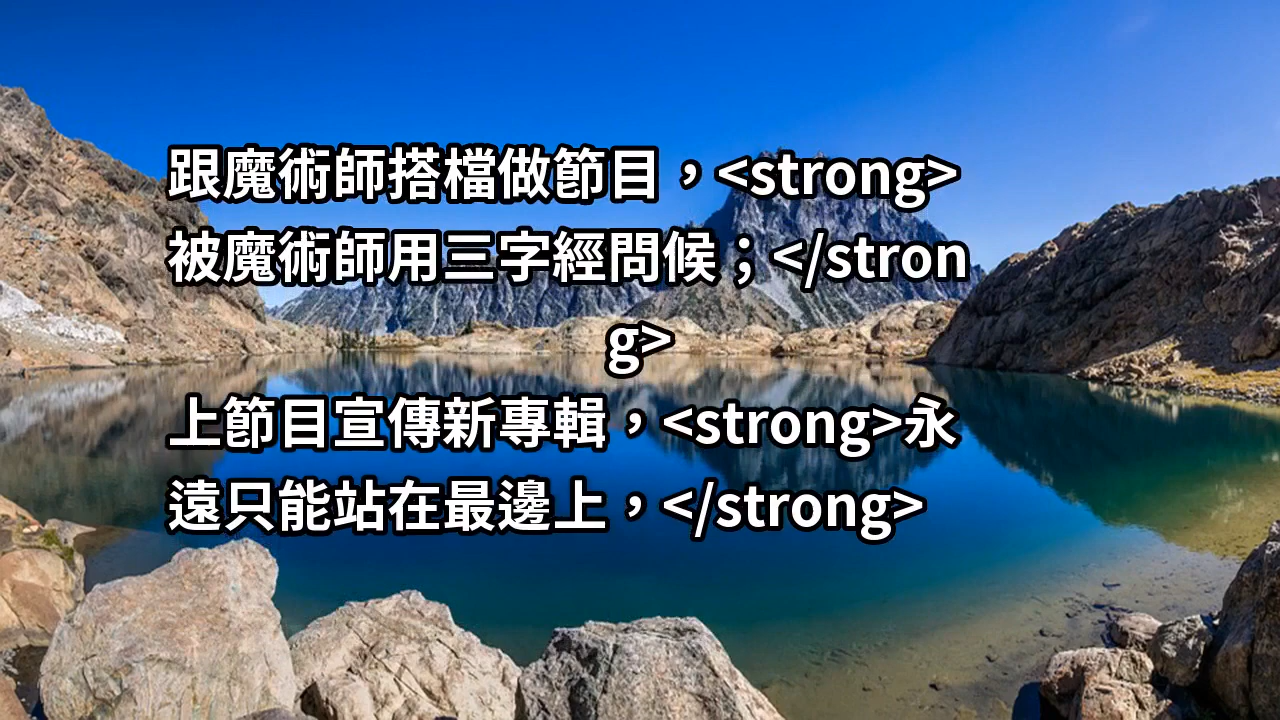 跟魔術師搭檔做節目，<strong>
被魔術師用三字經問候；</stron
g>
上節目宣傳新專輯，<strong>永
遠只能站在最邊上，</strong>